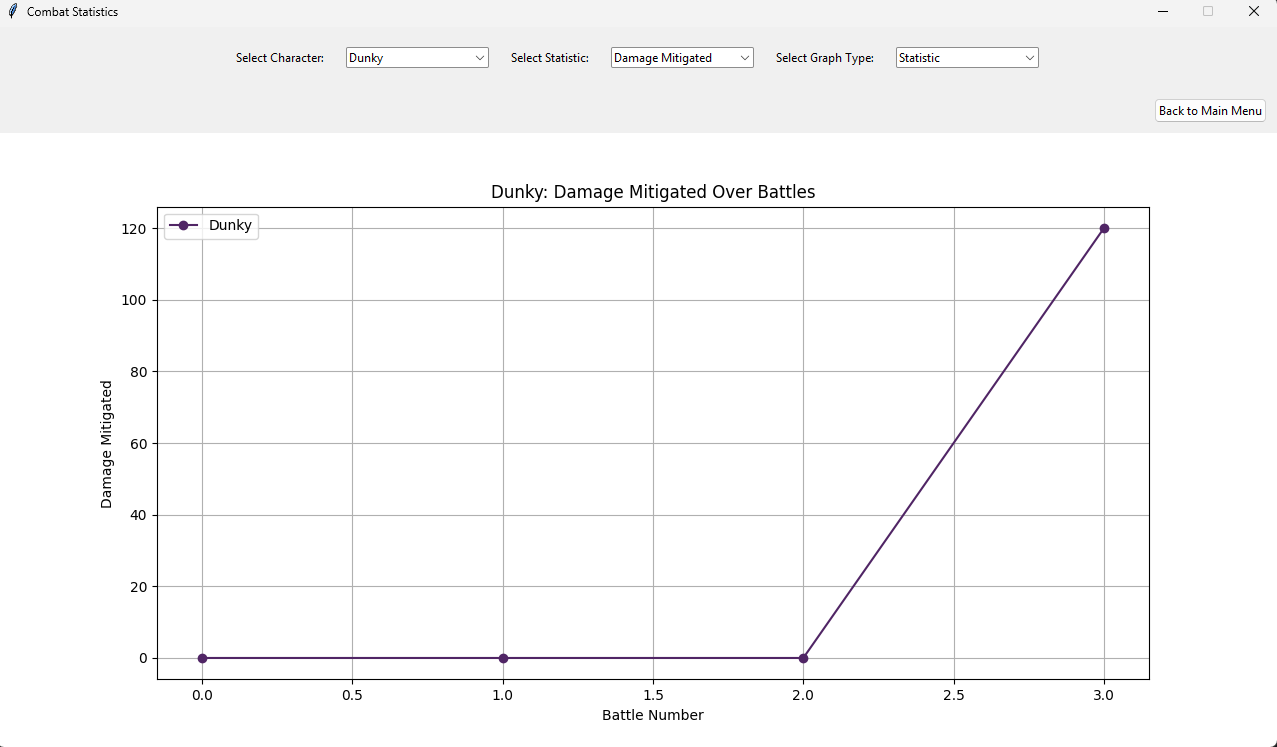 Combat Statistics
Select Character: Dunky Select Statistic: Damage Mitigated Select Graph Type: Statistic
Back to Main Menu
Dunky: Damage Mitigated Over Battles
Dunky
120
100
80
60
40
20
0
Damage Mitigated
0.0 0.5 1.0 1.5 2.0 2.5 3.0
Battle Number